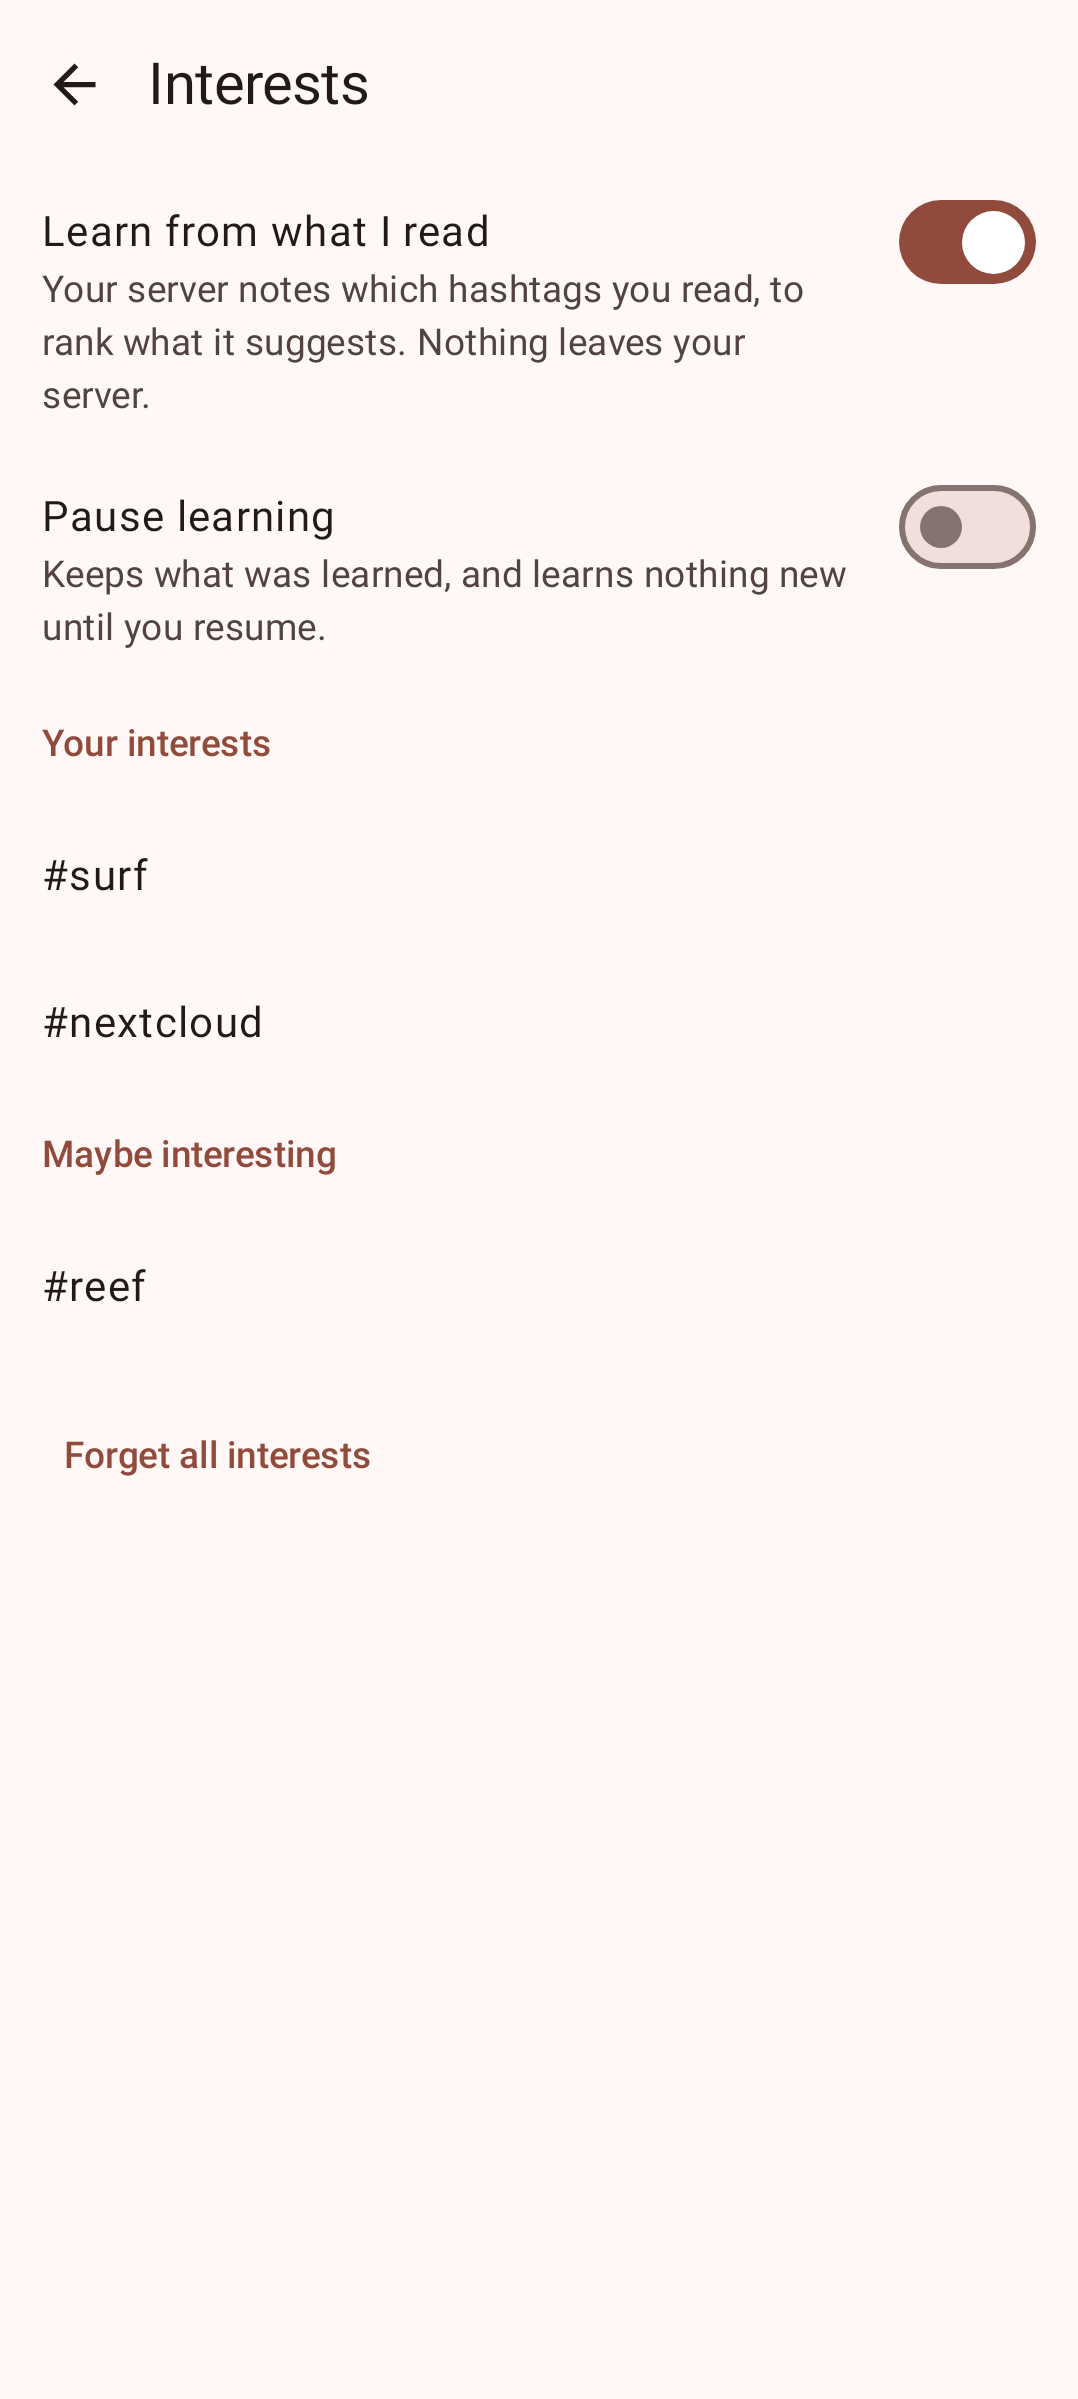 Interests
Learn from what I read
Your server notes which hashtags you read, to
rank what it suggests. Nothing leaves your
server.
Pause learning
Keeps what was learned, and learns nothing new
until you resume.
Your interests
#surf
#nextcloud
Maybe interesting
#reef
Forget all interests